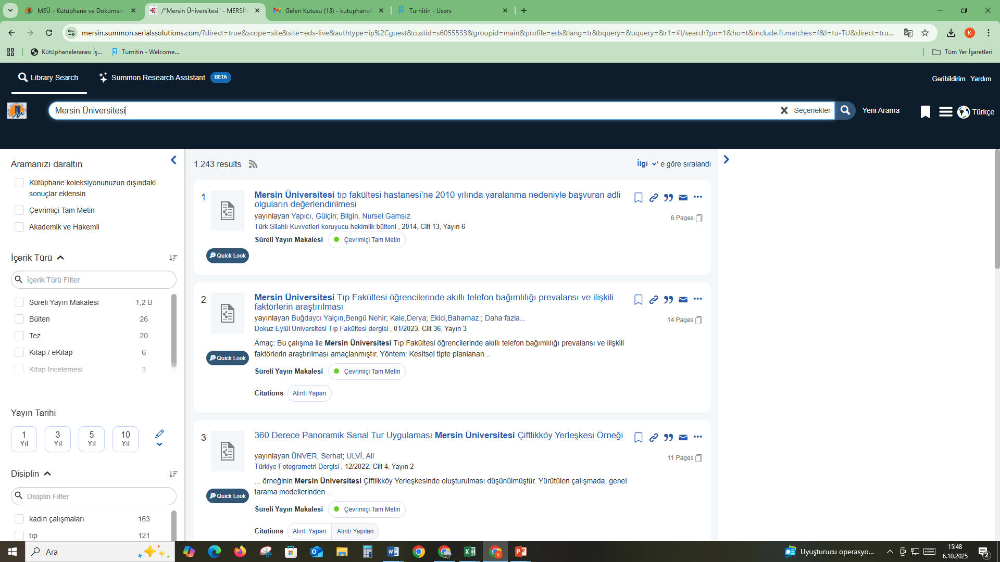 MEÜ - Kütüphane ve Doküman
/"Mersin Üniversitesi" - MERSİN
Gelen Kutusu (13) - kutuphane
Turnitin - Users
mersin.summon.serialssolutions.com/?direct=true&scope=site&site=eds-live&authtype=ip%2Cguest&custid=s6055533&groupid=main&profile=eds&lang=tr&bquery=&uquery=&r1=#!/search?pn=1&ho=t&include.ft.matches=f&l=tu-TU&direct=tru...
K
Kütüphanelerarası İş...
Turnitin - Welcome...
Tüm Yer İşaretleri
Library Search
Summon Research Assistant BETA
Geribildirim Yardım
Mersin Üniversitesi
Seçenekler
Yeni Arama
Türkçe
Aramanızı daraltın
Kütüphane koleksiyonunuzun dışındaki
sonuçlar eklensin
Çevrimiçi Tam Metin
Akademik ve Hakemli
İçerik Türü
İçerik Türü Filter
Süreli Yayın Makalesi 1,2 B
Bülten 26
Tez 20
Kitap / eKitap 6
Kitap İncelemesi 3
Yayın Tarihi
1 Yıl
3 Yıl
5 Yıl
10 Yıl
Disiplin
Disiplin Filter
kadın çalışmaları 163
tıp 121
1.243 results
İlgi ' e göre sıralandı
1
Mersin Üniversitesi tıp fakültesi hastanesi’ne 2010 yılında yaralanma nedeniyle başvuran adli
olguların değerlendirilmesi
yayınlayan Yapıcı, Gülçin; Bilgin, Nursel Gamsız
6 Pages
Türk Silahlı Kuvvetleri koruyucu hekimlik bülteni , 2014, Cilt 13, Yayın 6
Süreli Yayın Makalesi Çevrimiçi Tam Metin
Quick Look
2
Mersin Üniversitesi Tıp Fakültesi öğrencilerinde akıllı telefon bağımlılığı prevalansı ve ilişkili
faktörlerin araştırılması
yayınlayan Buğdaycı Yalçın,Bengü Nehir; Kale,Derya; Ekici,Baharnaz ; Daha fazla...
14 Pages
Dokuz Eylül Üniversitesi Tıp Fakültesi dergisi , 01/2023, Cilt 36, Yayın 3
Amaç: Bu çalışma ile Mersin Üniversitesi Tıp Fakültesi öğrencilerinde akıllı telefon bağımlılığı prevalansı ve ilişkili
faktörlerin araştırılması amaçlanmıştır. Yöntem: Kesitsel tipte planlanan...
Quick Look
Süreli Yayın Makalesi Çevrimiçi Tam Metin
Citations Alıntı Yapan
3
360 Derece Panoramik Sanal Tur Uygulaması Mersin Üniversitesi Çiftlikköy Yerleşkesi Örneği
yayınlayan ÜNVER, Serhat; ULVİ, Ali
11 Pages
Türkiye Fotogrametri Dergisi , 12/2022, Cilt 4, Yayın 2
... örneğinin Mersin Üniversitesi Çiftlikköy Yerleşkesinde oluşturulması düşünülmüştür. Yürütülen çalışmada, genel
tarama modellerinden...
Quick Look
Süreli Yayın Makalesi Çevrimiçi Tam Metin
Citations Alıntı Yapan Alıntı Yapılan
Ara
Uyuşturucu operasyo...
15:48
6.10.2025
2